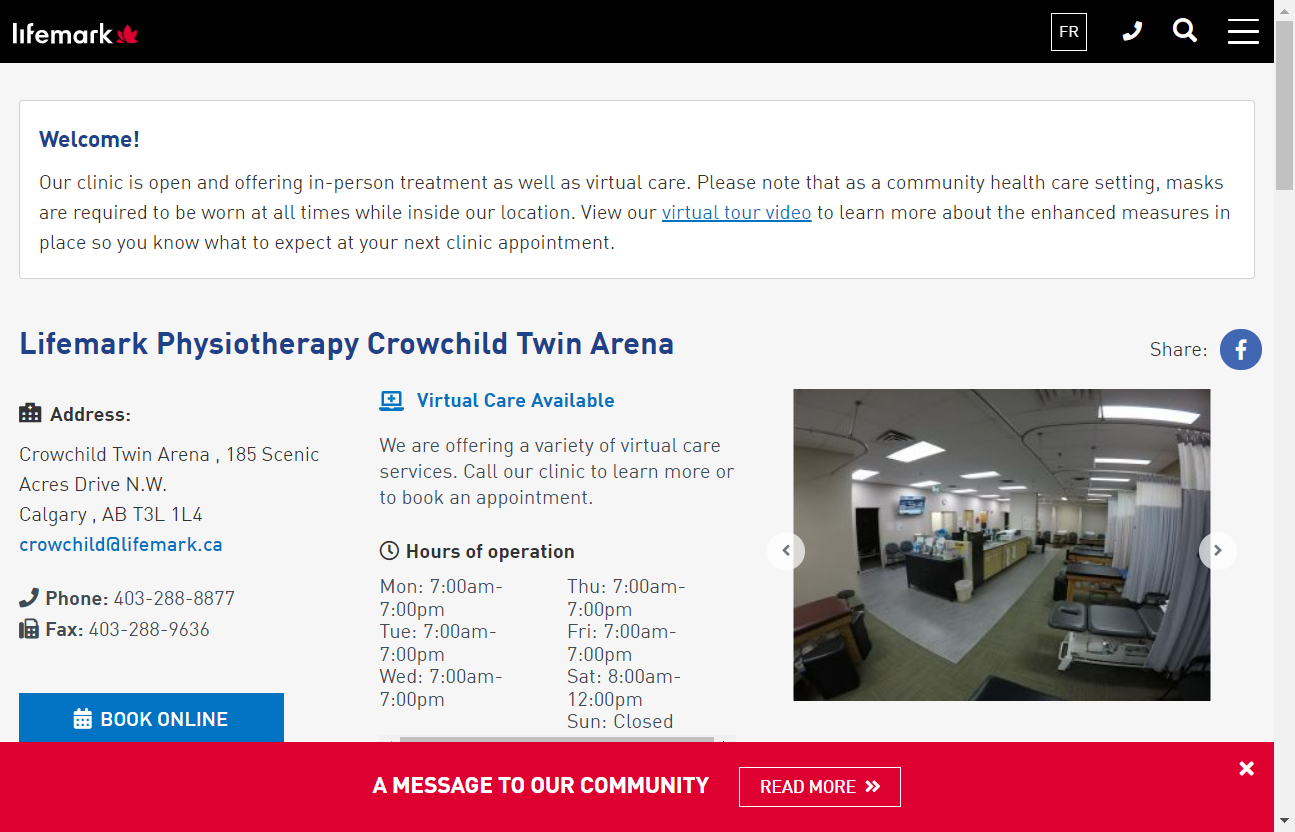 lifemark
FR
Welcome!
Our clinic is open and offering in-person treatment as well as virtual care. Please note that as a community health care setting, masks
are required to be worn at all times while inside our location. View our virtual tour video to learn more about the enhanced measures in
place so you know what to expect at your next clinic appointment.
Lifemark Physiotherapy Crowchild Twin Arena
Share:
Address:
Crowchild Twin Arena , 185 Scenic
Acres Drive N.W.
Calgary , AB T3L 1L4
crowchild@lifemark.ca
Phone: 403-288-8877
Fax: 403-288-9636
BOOK ONLINE
Virtual Care Available
We are offering a variety of virtual care
services. Call our clinic to learn more or
to book an appointment.
Hours of operation
Mon: 7:00am-
7:00pm
Tue: 7:00am-
7:00pm
Wed: 7:00am-
7:00pm
Thu: 7:00am-
7:00pm
Fri: 7:00am-
7:00pm
Sat: 8:00am-
12:00pm
Sun: Closed
A MESSAGE TO OUR COMMUNITY
READ MORE